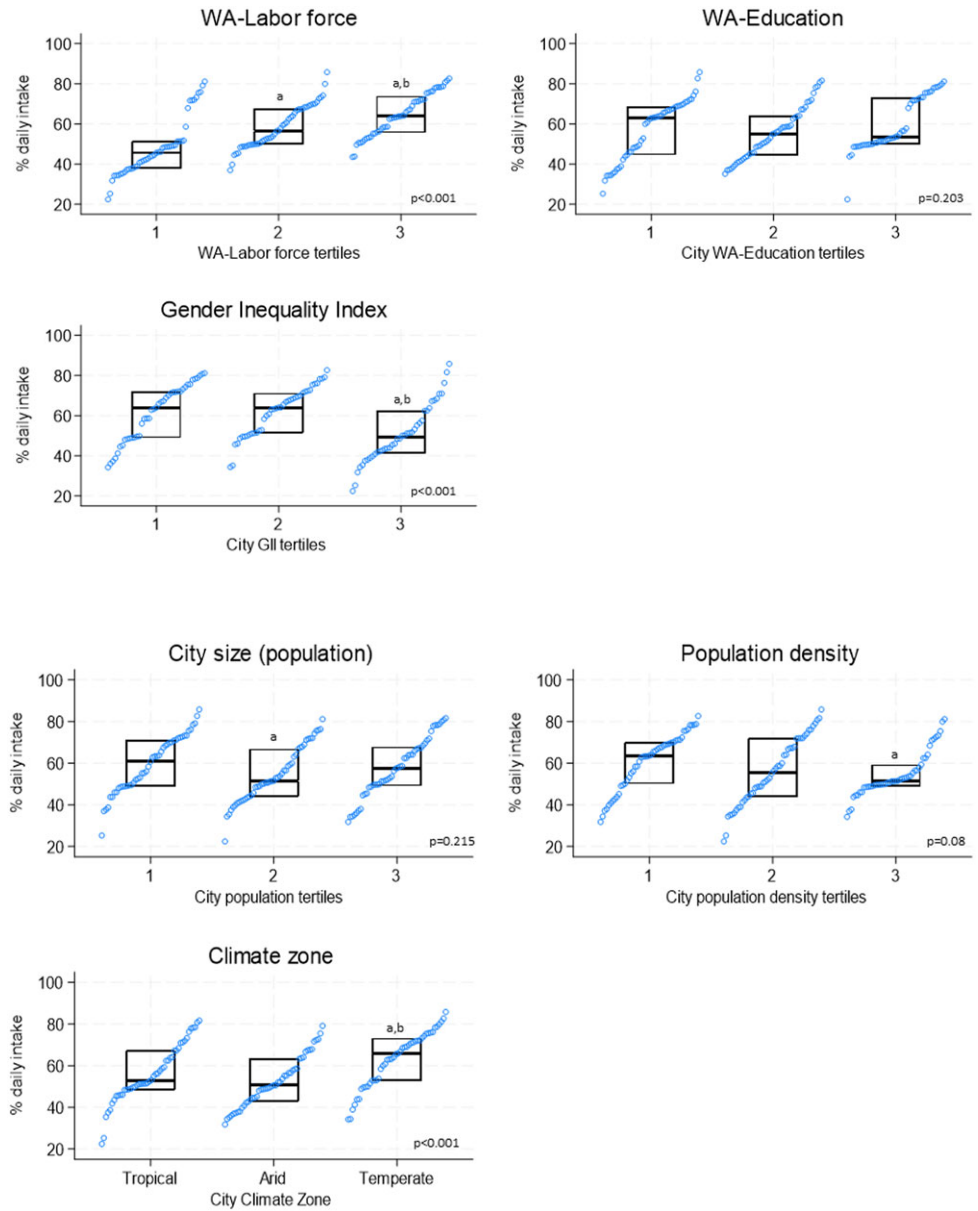 WA-Labor force
100
80
60
40
20
% daily intake
a
a,b
p<0.001
1 2 3
WA-Labor force tertiles
WA-Education
100
80
60
40
20
% daily intake
p=0.203
1 2 3
City WA-Education tertiles
Gender Inequality Index
100
80
60
40
20
% daily intake
a,b
p<0.001
1 2 3
City GII tertiles
City size (population)
100
80
60
40
20
% daily intake
a
p=0.215
1 2 3
City population tertiles
Population density
100
80
60
40
20
% daily intake
a
p=0.08
1 2 3
City population density tertiles
Climate zone
100
80
60
40
20
% daily intake
a,b
p<0.001
Tropical Arid Temperate
City Climate Zone